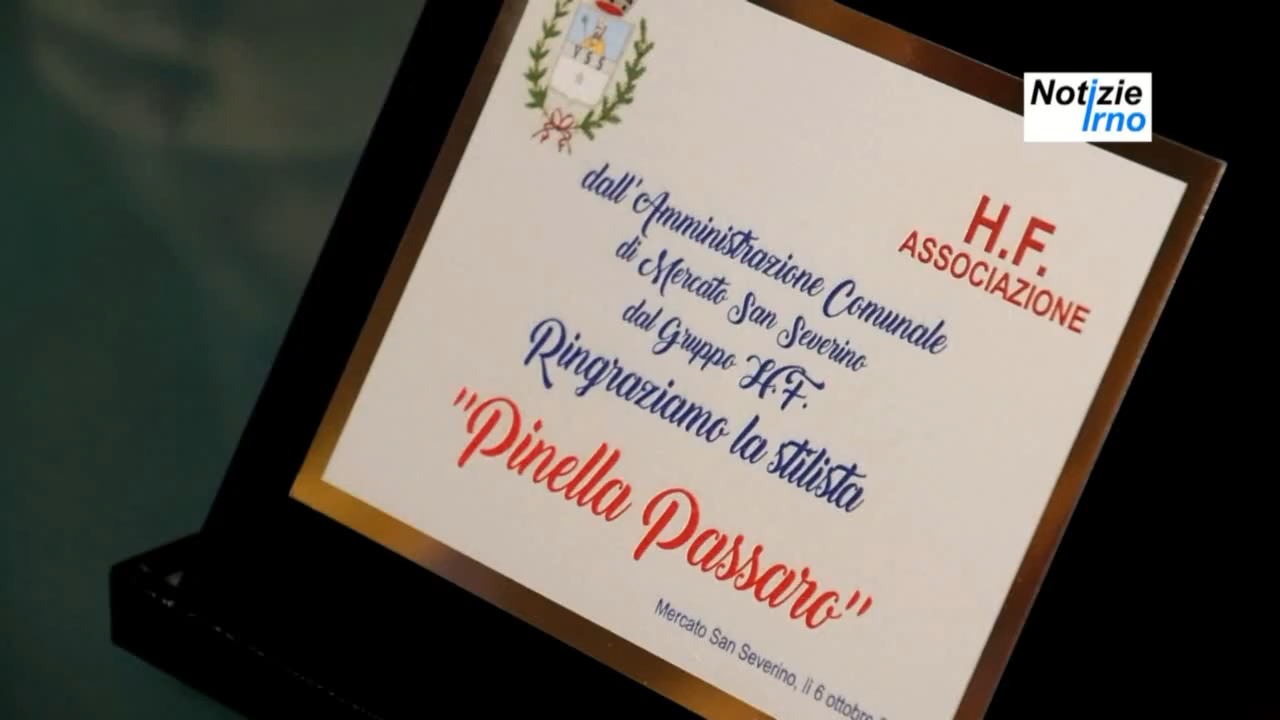 Notizie
Irno
H.F.
ASSOCIAZIONE
dall'Amministrazione Comunale
di Mercato San Severino
dal Gruppo H.F.
Ringraziamo la stilista
"Pinella Passaro"
Mercato San Severino, li 6 ottobre